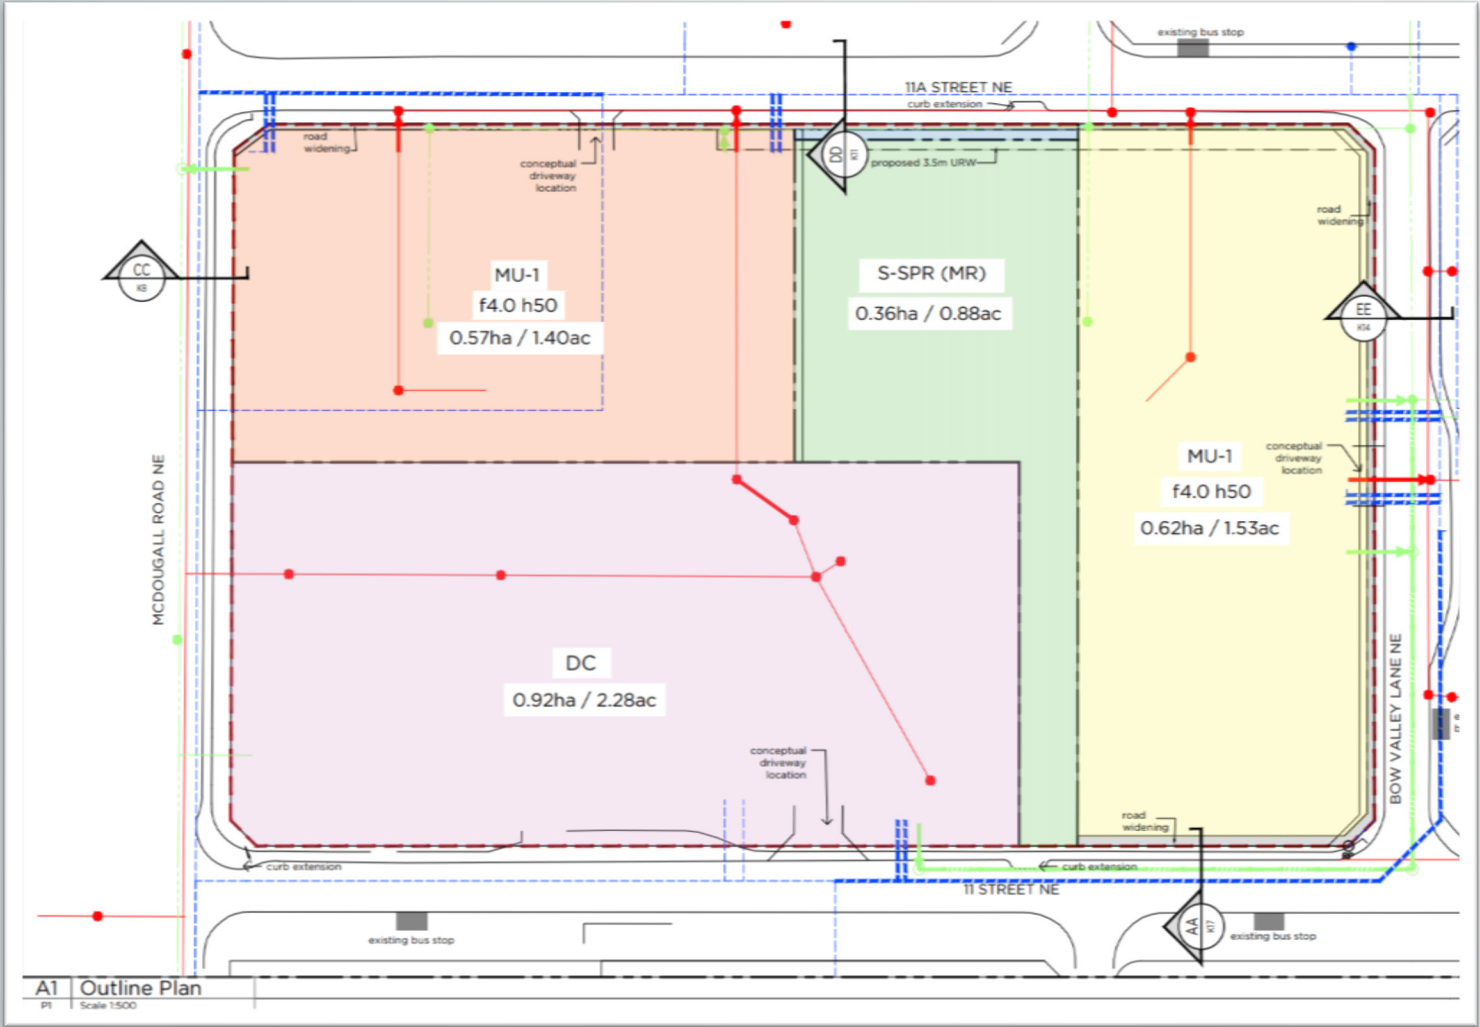 existing bus stop
11A STREET NE
curb extension
road
widening
conceptual
driveway
location
DD
K11
proposed 3.5m URW
road
widening
CC
K8
MU-1
f4.0 h50
0.57ha / 1.40ac
S-SPR (MR)
0.36ha / 0.88ac
EE
K14
conceptual
driveway
location
MU-1
f4.0 h50
0.62ha / 1.53ac
MCDOUGALL ROAD NE
DC
0.92ha / 2.28ac
BOW VALLEY LANE NE
conceptual
driveway
location
road
widening
curb extension
curb extension
11 STREET NE
AA
K17
existing bus stop
existing bus stop
A1
Outline Plan
P1
Scale 1:500